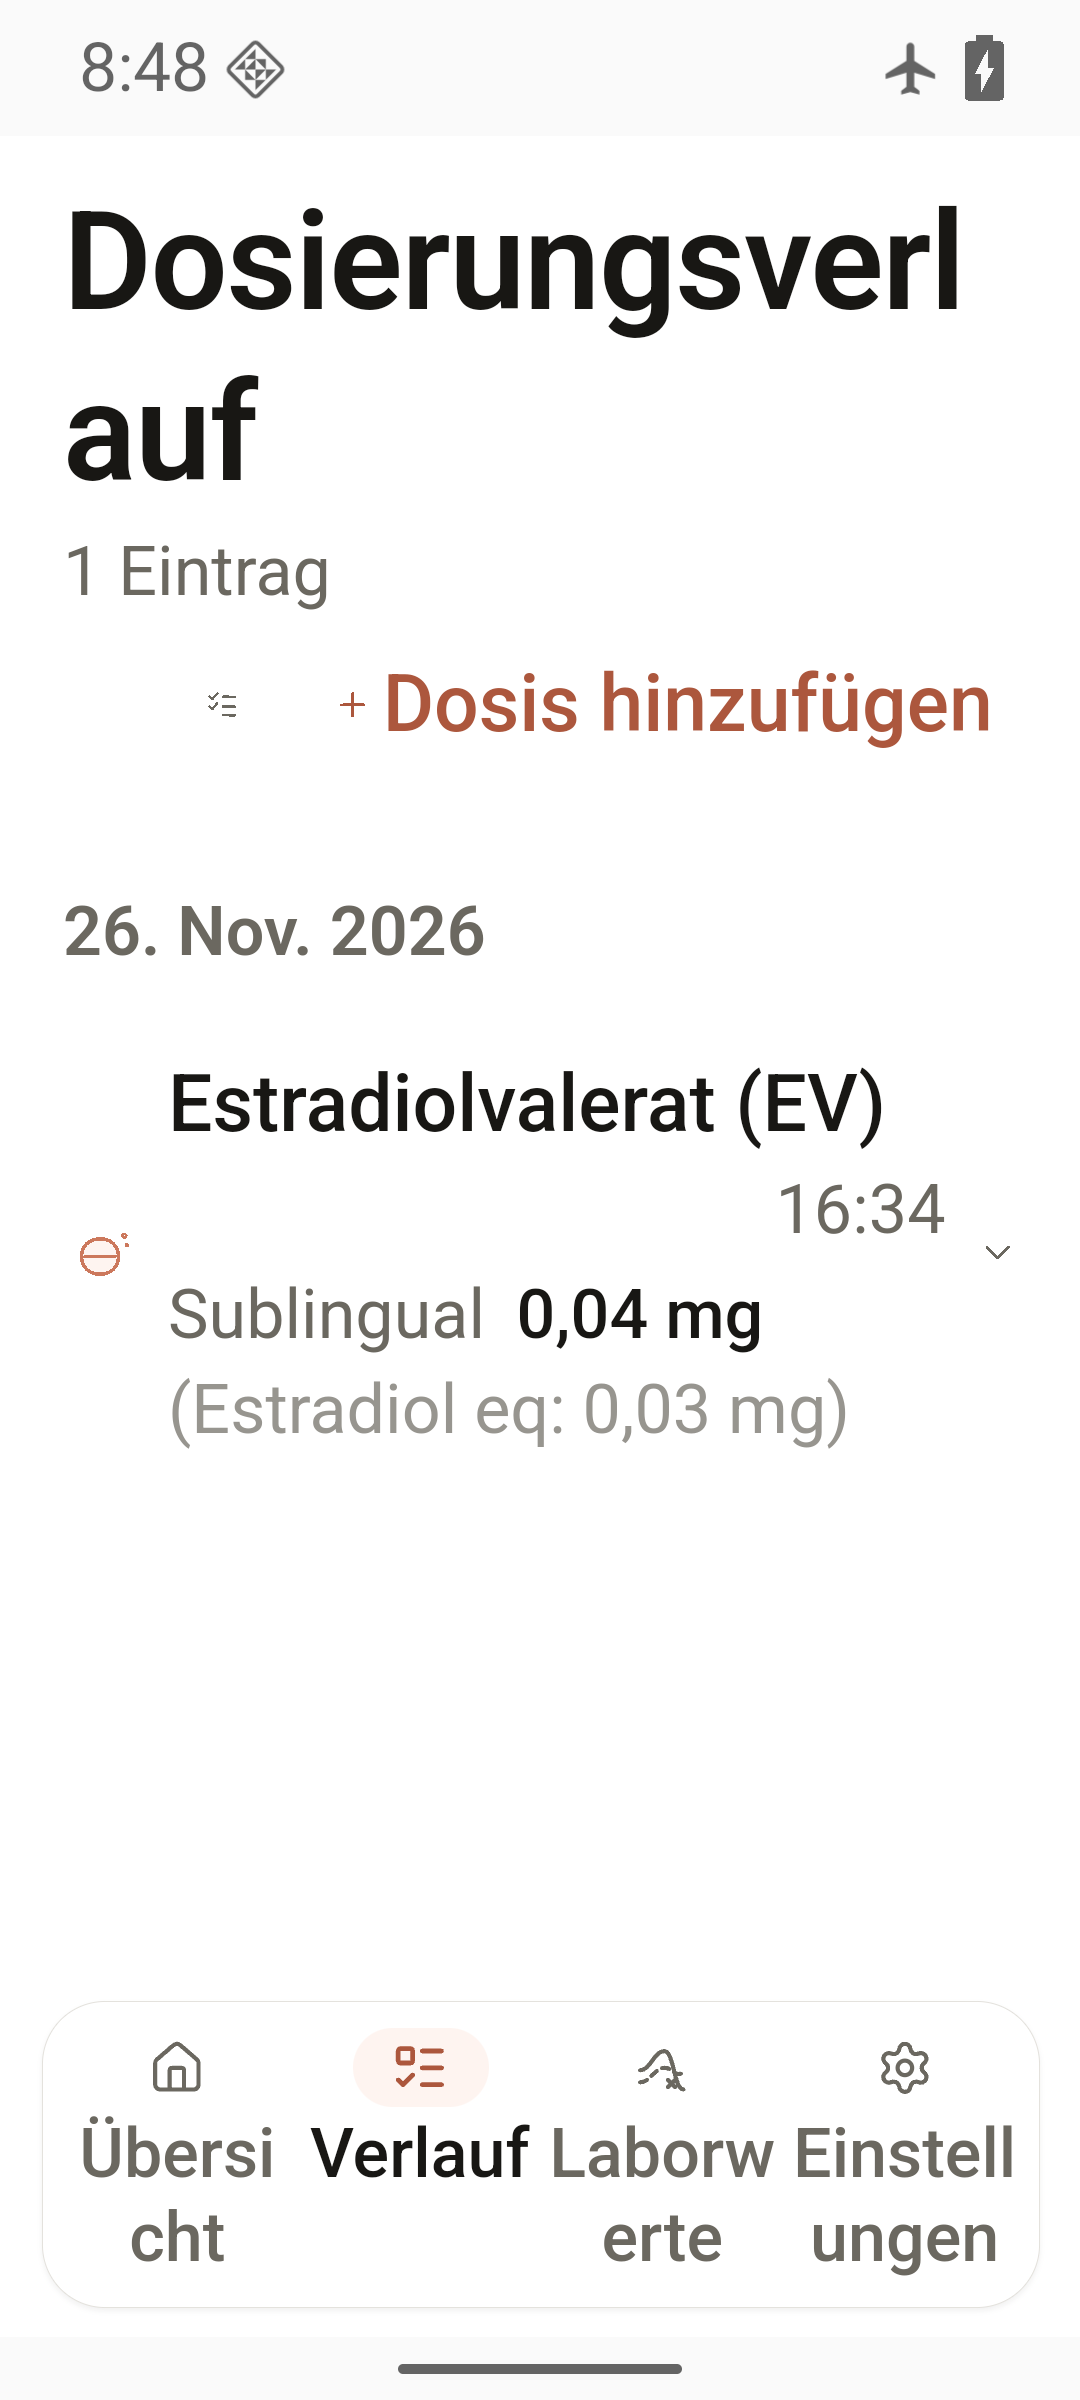 8:48
Dosierungsverl
auf
1 Eintrag
Dosis hinzufügen
26. Nov. 2026
Estradiolvalerat (EV)
16:34
Sublingual 0,04 mg
(Estradiol eq: 0,03 mg)
Übersi
cht
Verlauf
Laborw
erte
Einstell
ungen